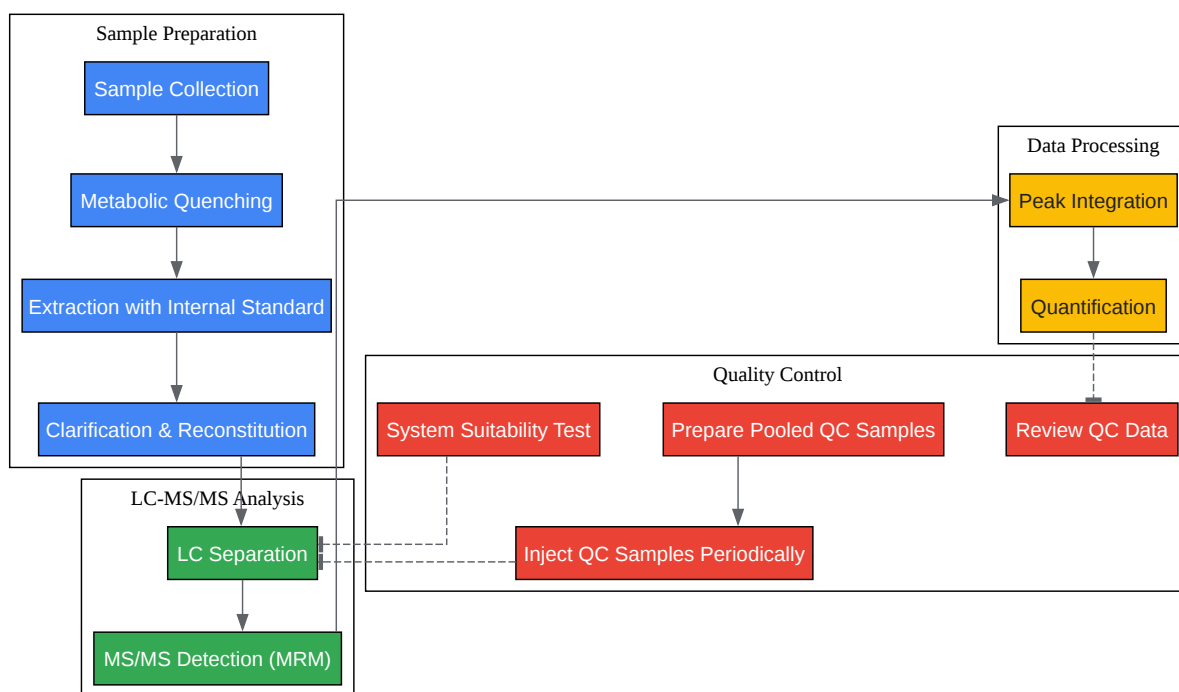 Sample Preparation
Sample Collection
Metabolic Quenching
Extraction with Internal Standard
Clarification & Reconstitution
LC-MS/MS Analysis
LC Separation
MS/MS Detection (MRM)
Data Processing
Peak Integration
Quantification
Quality Control
System Suitability Test
Prepare Pooled QC Samples
Review QC Data
Inject QC Samples Periodically